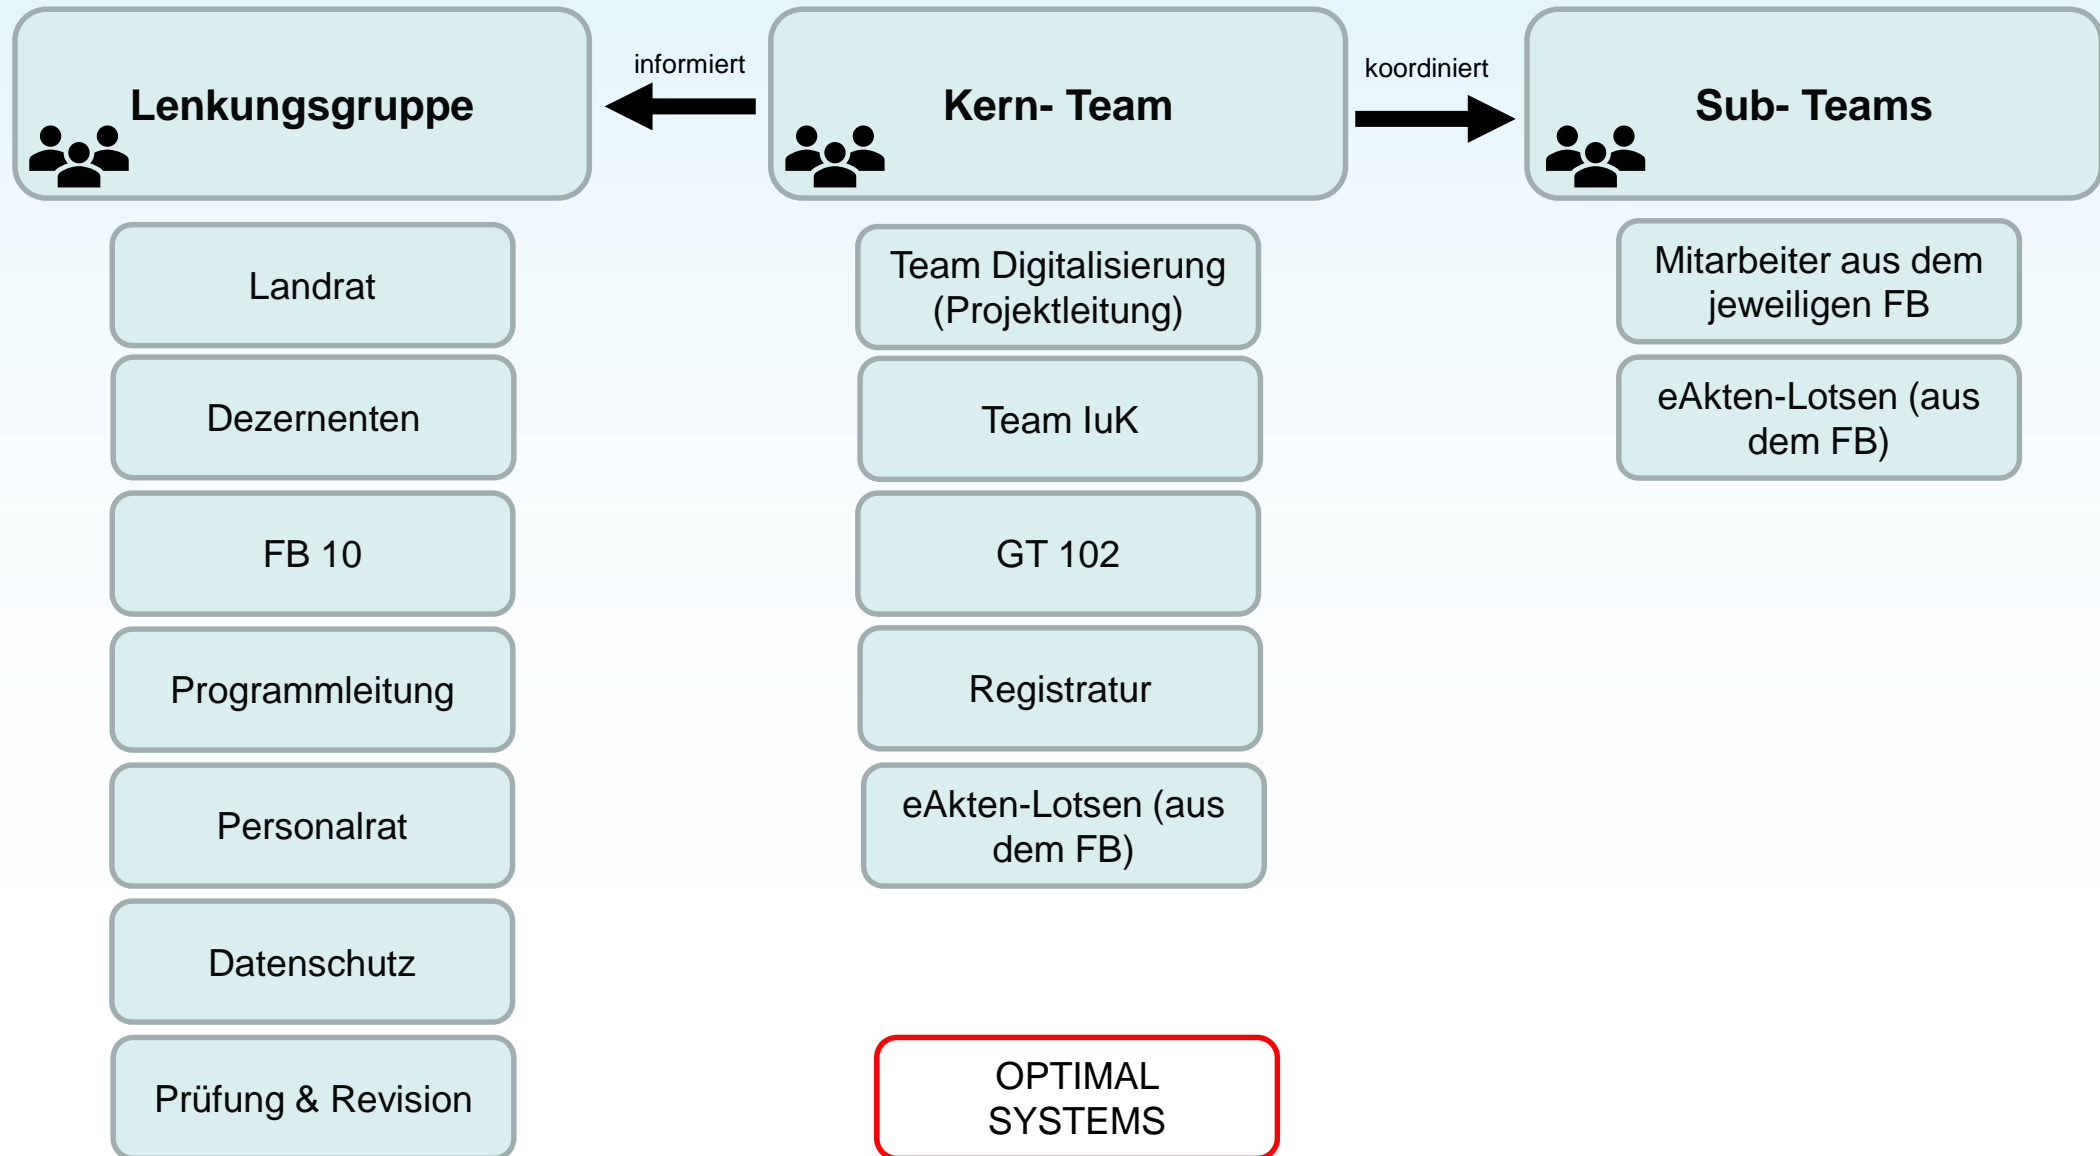 Lenkungsgruppe
informiert
Kern- Team
koordiniert
Sub- Teams
Landrat
Dezernenten
FB 10
Programmleitung
Personalrat
Datenschutz
Prüfung & Revision
Team Digitalisierung
(Projektleitung)
Team IuK
GT 102
Registratur
eAkten-Lotsen (aus
dem FB)
OPTIMAL
SYSTEMS
Mitarbeiter aus dem
jeweiligen FB
eAkten-Lotsen (aus
dem FB)